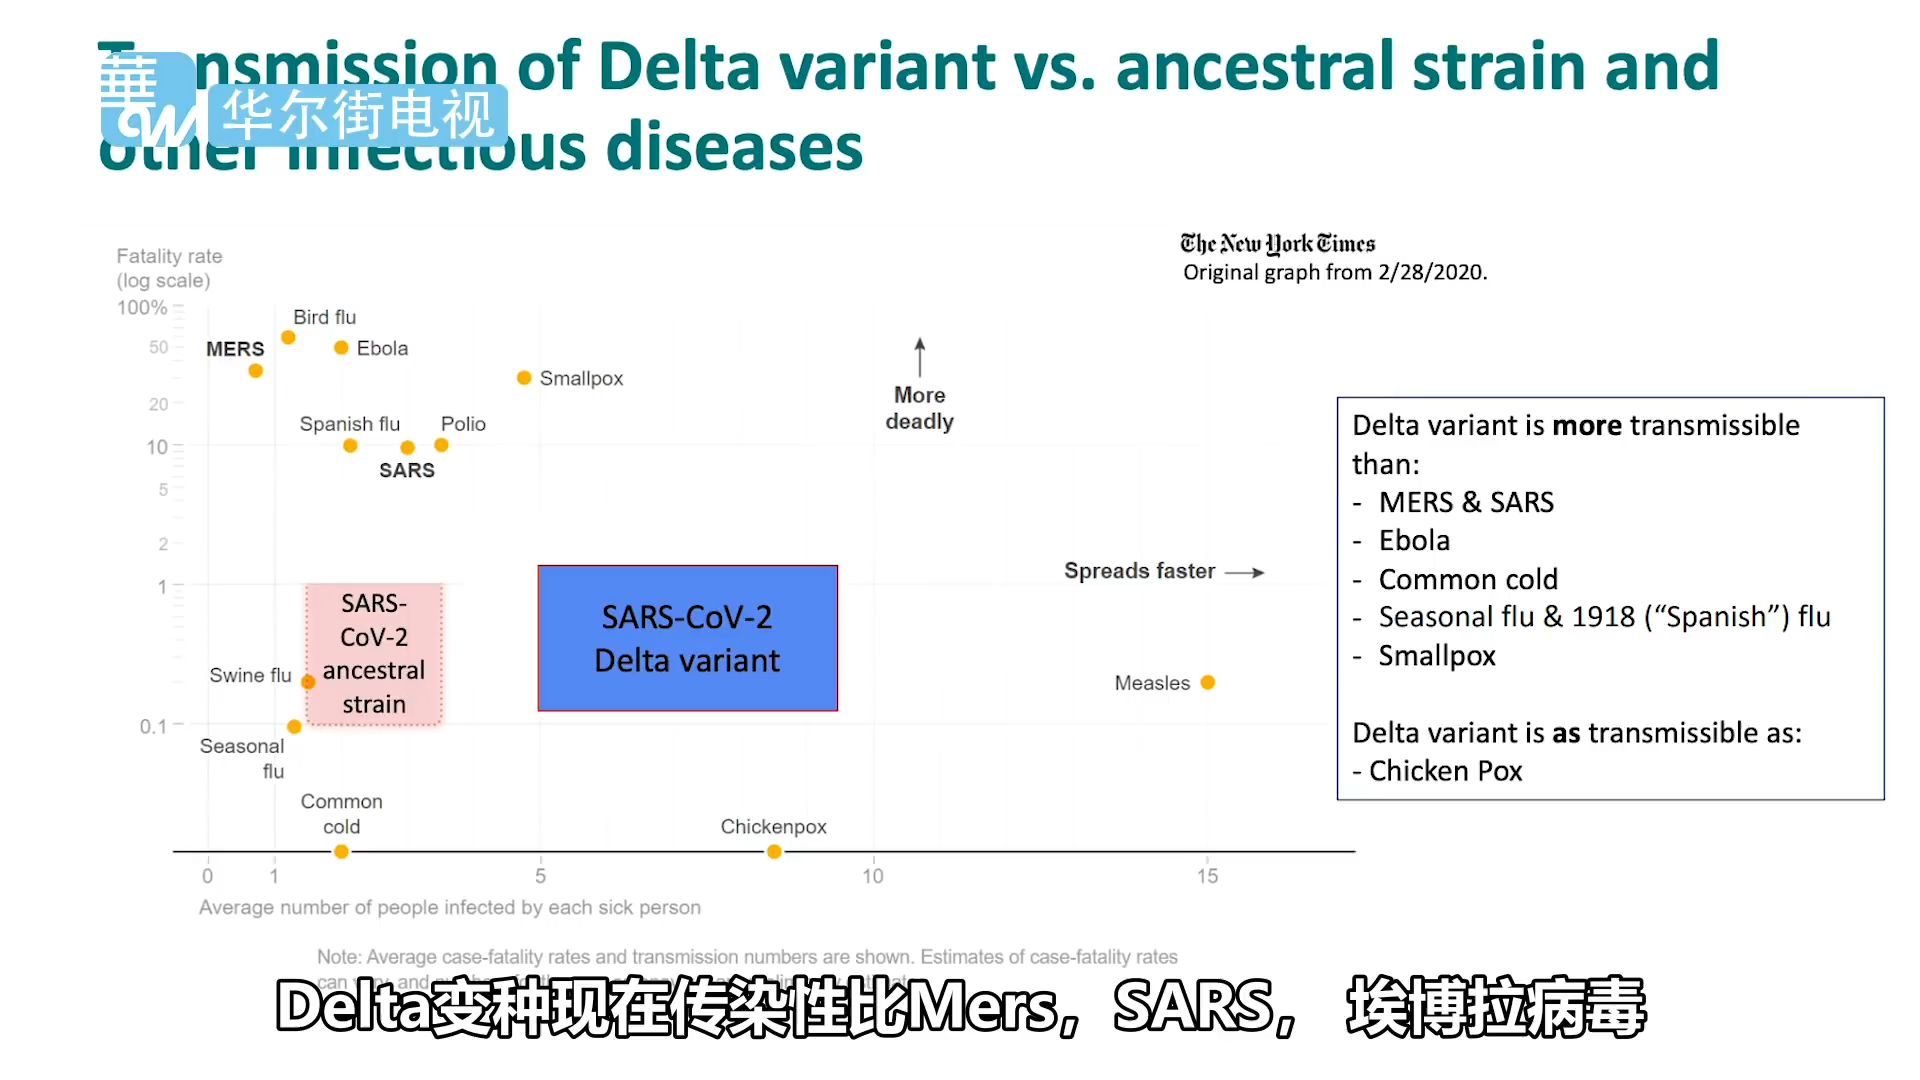 Transmission of Delta variant vs. ancestral strain and
other infectious diseases
華
CW
华尔街电视
The New York Times
Original graph from 2/28/2020.
Fatality rate
(log scale)
100%
50
20
10
5
2
1
0.1
Bird flu
MERS
Ebola
Smallpox
Spanish flu
Polio
SARS
More
deadly
Spreads faster
SARS-
CoV-2
ancestral
strain
SARS-CoV-2
Delta variant
Swine flu
Measles
Seasonal
flu
Common
cold
Chickenpox
0
1
5
10
15
Average number of people infected by each sick person
Delta variant is more transmissible
than:
- MERS & SARS
- Ebola
- Common cold
- Seasonal flu & 1918 (“Spanish”) flu
- Smallpox
Delta variant is as transmissible as:
- Chicken Pox
Note: Average case-fatality rates and transmission numbers are shown. Estimates of case-fatality rates
can
Delta变种现在传染性比Mers，SARS， 埃博拉病毒